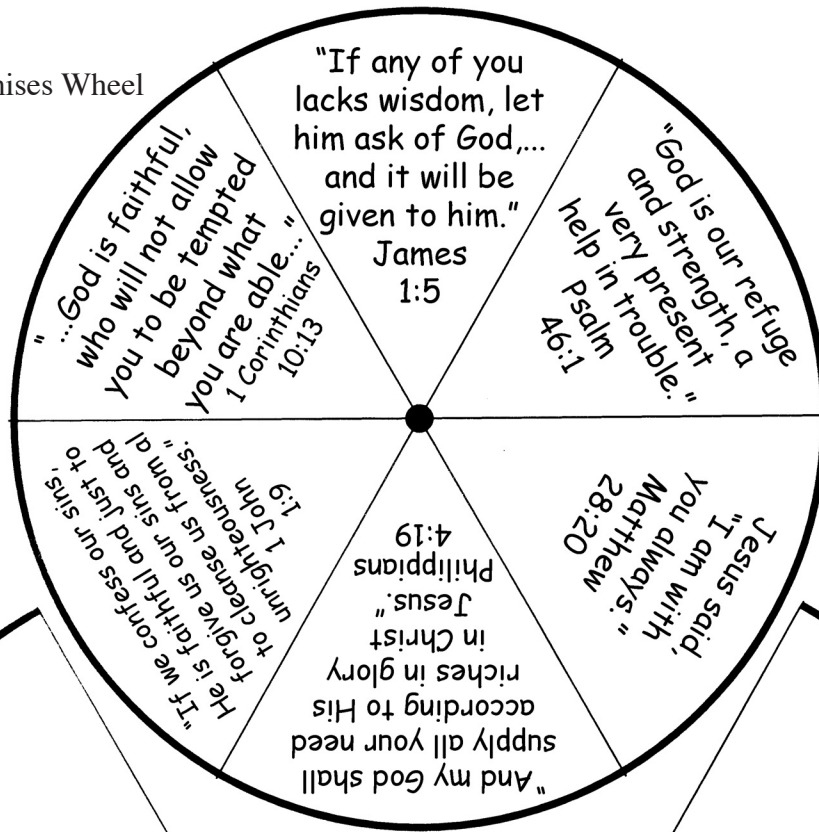 mises Wheel
"If any of you
lacks wisdom, let
him ask of God,...
and it will be
given to him."
James
1:5
"God is our refuge
and strength, a
very present
help in trouble."
Psalm
46:1
Jesus said,
"I am with
you always."
Matthew
28:20
"And my God shall
supply all your need
according to His
riches in glory
in Christ
Jesus."
Philippians
4:19
"If we confess our sins,
He is faithful and just to
forgive us our sins and
to cleanse us from al
unrighteousness."
1 John
1:9
"...God is faithful,
who will not allow
you to be tempted
beyond what
you are able..."
1 Corinthians
10:13